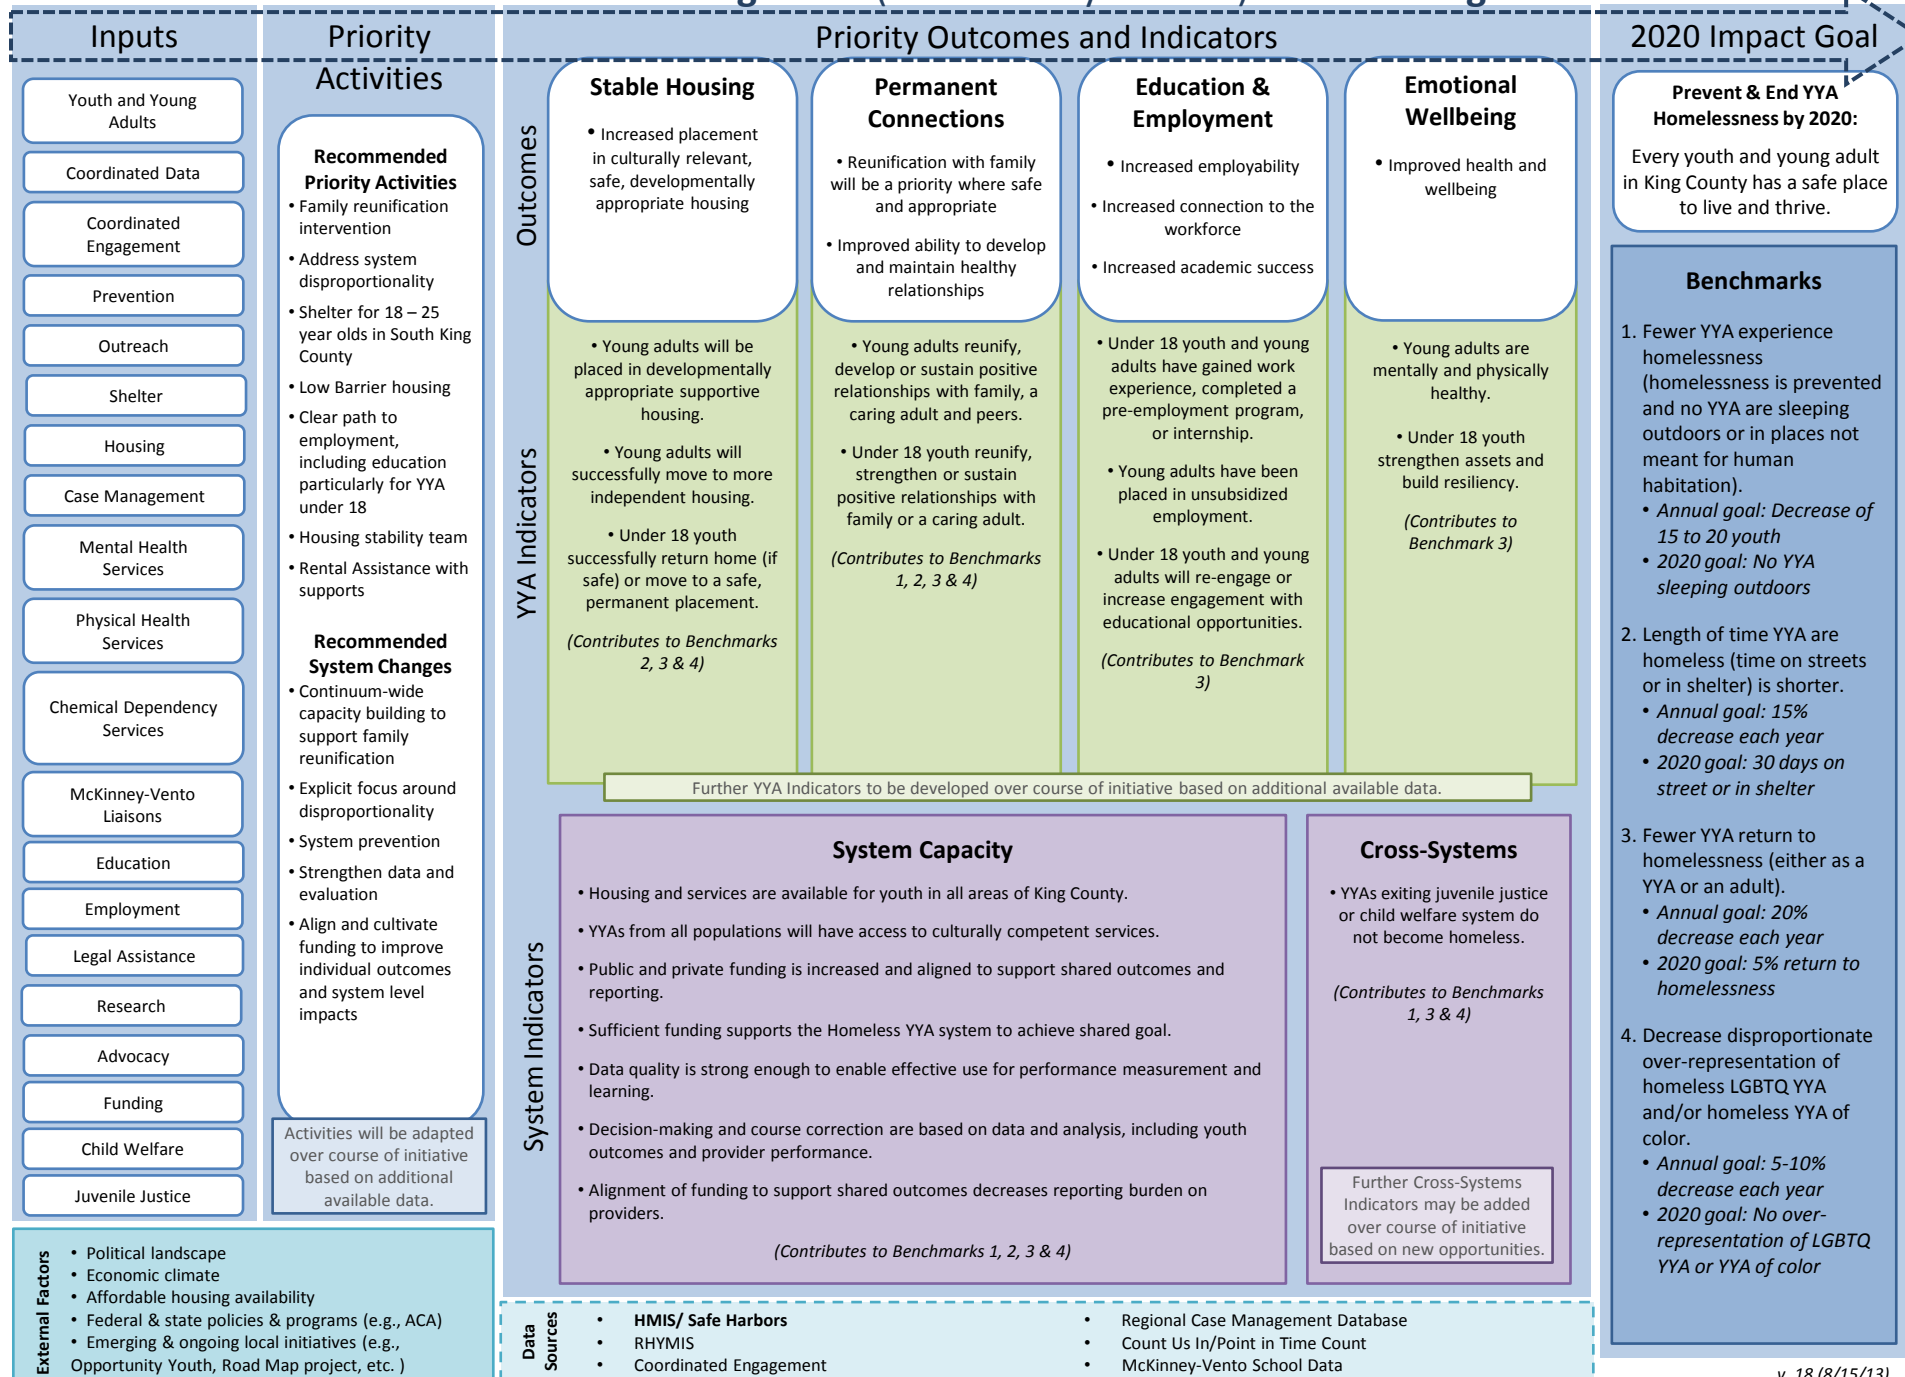 Inputs
Youth and Young
Adults
Coordinated Data
Coordinated
Engagement
Prevention
Outreach
Shelter
Housing
Case Management
Mental Health
Services
Physical Health
Services
Chemical Dependency
Services
McKinney-Vento
Liaisons
Education
Employment
Legal Assistance
Research
Advocacy
Funding
Child Welfare
Juvenile Justice
Priority
Activities
Recommended
Priority Activities
• Family reunification
intervention
• Address system
disproportionality
• Shelter for 18 – 25
year olds in South King
County
• Low Barrier housing
• Clear path to
employment,
including education
particularly for YYA
under 18
• Housing stability team
• Rental Assistance with
supports
Recommended
System Changes
• Continuum-wide
capacity building to
support family
reunification
• Explicit focus around
disproportionality
• System prevention
• Strengthen data and
evaluation
• Align and cultivate
funding to improve
individual outcomes
and system level
impacts
Activities will be adapted
over course of initiative
based on additional
available data.
Priority Outcomes and Indicators
Outcomes
Stable Housing
• Increased placement
in culturally relevant,
safe, developmentally
appropriate housing
Permanent
Connections
• Reunification with family
will be a priority where safe
and appropriate
• Improved ability to develop
and maintain healthy
relationships
Education &
Employment
• Increased employability
• Increased connection to the
workforce
• Increased academic success
Emotional
Wellbeing
• Improved health and
wellbeing
YYA Indicators
• Young adults will be
placed in developmentally
appropriate supportive
housing.
• Young adults will
successfully move to more
independent housing.
• Under 18 youth
successfully return home (if
safe) or move to a safe,
permanent placement.
(Contributes to Benchmarks
2, 3 & 4)
• Young adults reunify,
develop or sustain positive
relationships with family, a
caring adult and peers.
• Under 18 youth reunify,
strengthen or sustain
positive relationships with
family or a caring adult.
(Contributes to Benchmarks
1, 2, 3 & 4)
• Under 18 youth and young
adults have gained work
experience, completed a
pre-employment program,
or internship.
• Young adults have been
placed in unsubsidized
employment.
• Under 18 youth and young
adults will re-engage or
increase engagement with
educational opportunities.
(Contributes to Benchmark
3)
• Young adults are
mentally and physically
healthy.
• Under 18 youth
strengthen assets and
build resiliency.
(Contributes to
Benchmark 3)
Further YYA Indicators to be developed over course of initiative based on additional available data.
System Indicators
System Capacity
• Housing and services are available for youth in all areas of King County.
• YYAs from all populations will have access to culturally competent services.
• Public and private funding is increased and aligned to support shared outcomes and
reporting.
• Sufficient funding supports the Homeless YYA system to achieve shared goal.
• Data quality is strong enough to enable effective use for performance measurement and
learning.
• Decision-making and course correction are based on data and analysis, including youth
outcomes and provider performance.
• Alignment of funding to support shared outcomes decreases reporting burden on
providers.
(Contributes to Benchmarks 1, 2, 3 & 4)
Cross-Systems
• YYAs exiting juvenile justice
or child welfare system do
not become homeless.
(Contributes to Benchmarks
1, 3 & 4)
Further Cross-Systems
Indicators may be added
over course of initiative
based on new opportunities.
2020 Impact Goal
Prevent & End YYA
Homelessness by 2020:
Every youth and young adult
in King County has a safe place
to live and thrive.
Benchmarks
1. Fewer YYA experience
homelessness
(homelessness is prevented
and no YYA are sleeping
outdoors or in places not
meant for human
habitation).
• Annual goal: Decrease of
15 to 20 youth
• 2020 goal: No YYA
sleeping outdoors
2. Length of time YYA are
homeless (time on streets
or in shelter) is shorter.
• Annual goal: 15%
decrease each year
• 2020 goal: 30 days on
street or in shelter
3. Fewer YYA return to
homelessness (either as a
YYA or an adult).
• Annual goal: 20%
decrease each year
• 2020 goal: 5% return to
homelessness
4. Decrease disproportionate
over-representation of
homeless LGBTQ YYA
and/or homeless YYA of
color.
• Annual goal: 5-10%
decrease each year
• 2020 goal: No over-
representation of LGBTQ
YYA or YYA of color
External Factors
• Political landscape
• Economic climate
• Affordable housing availability
• Federal & state policies & programs (e.g., ACA)
• Emerging & ongoing local initiatives (e.g.,
Opportunity Youth, Road Map project, etc. )
Data
Sources
• HMIS/ Safe Harbors
• RHYMIS
• Coordinated Engagement
• Regional Case Management Database
• Count Us In/Point in Time Count
• McKinney-Vento School Data
v. 18 (8/15/13)